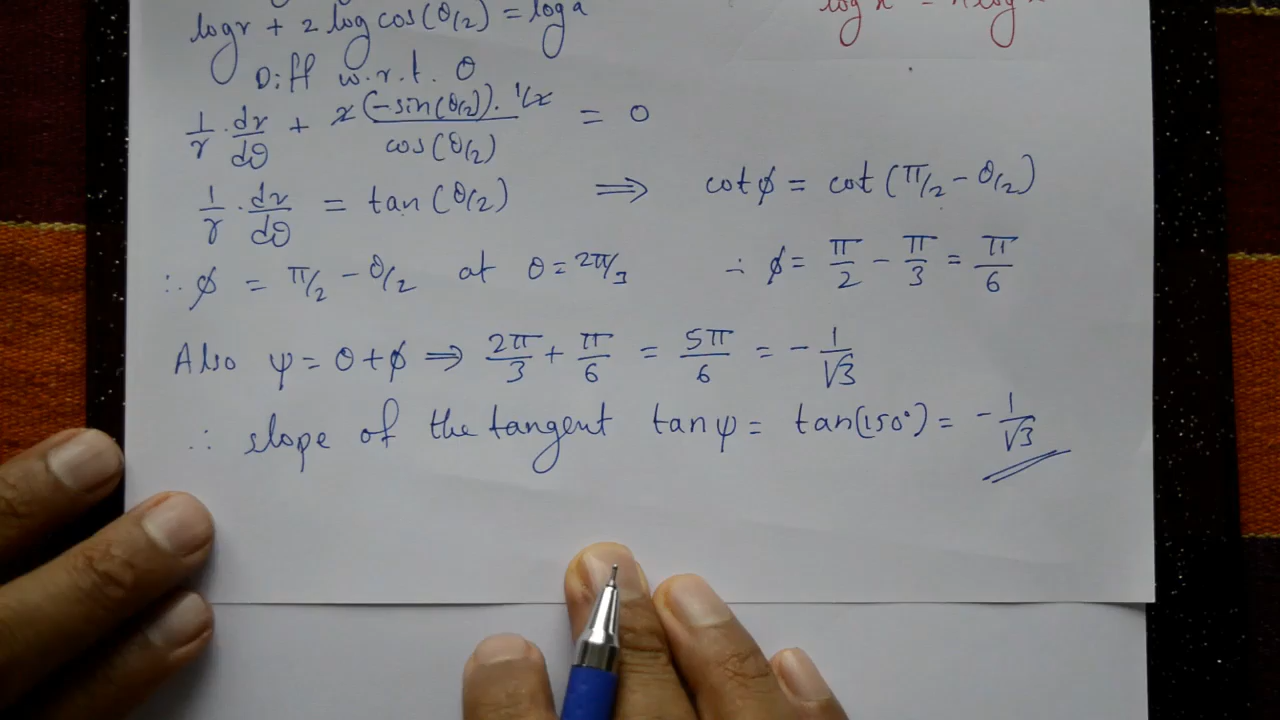 log r + 2 log cos(θ/2) = log a
Diff w.r.t. θ
1/r · dr/dθ + 2(-sin(θ/2)) · 1/2 / cos(θ/2) = 0
1/r · dr/dθ = tan(θ/2) ⟹ cot φ = cot(π/2 - θ/2)
∴ φ = π/2 - θ/2 at θ = 2π/3 ∴ φ = π/2 - π/3 = π/6
Also ψ = θ + φ ⟹ 2π/3 + π/6 = 5π/6 = -1/√3
∴ slope of the tangent tan ψ = tan(150°) = -1/√3